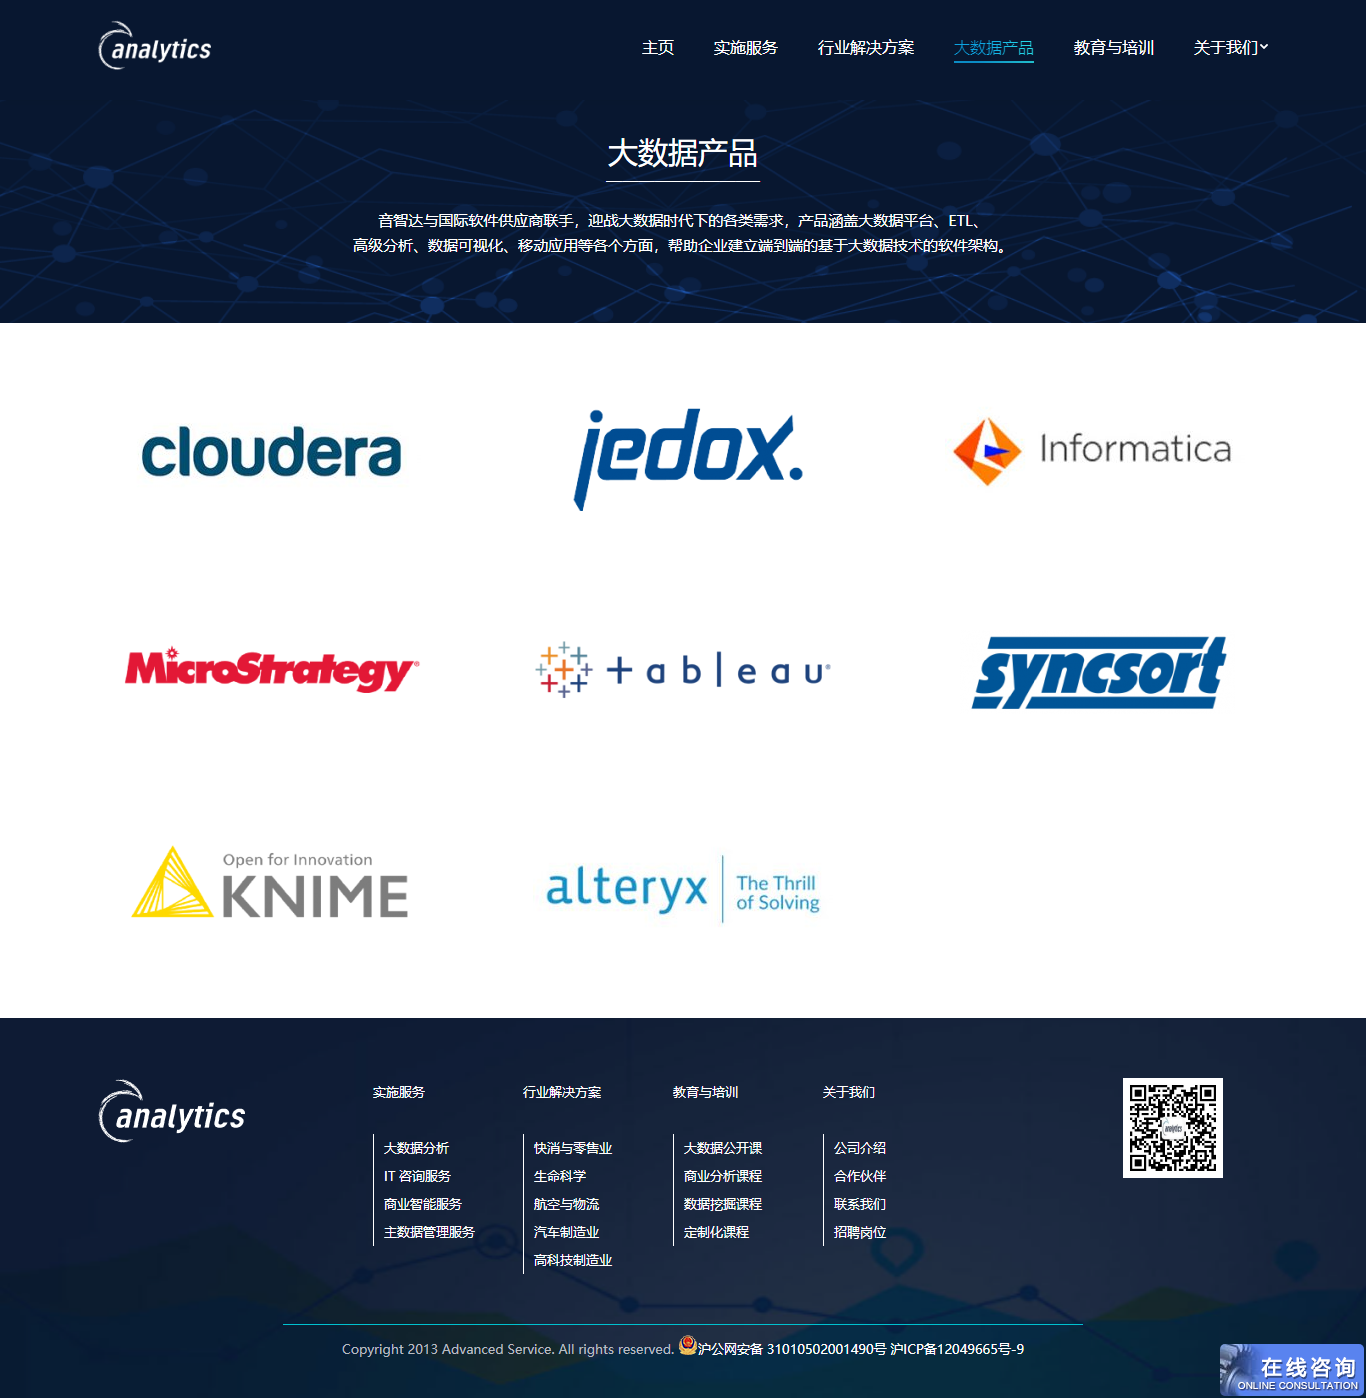 analytics
主页 实施服务 行业解决方案 大数据产品 教育与培训 关于我们
大数据产品
音智达与国际软件供应商联手，迎战大数据时代下的各类需求，产品涵盖大数据平台、ETL、
高级分析、数据可视化、移动应用等各个方面，帮助企业建立端到端的基于大数据技术的软件架构。
cloudera
jedox.
Informatica
MicroStrategy®
+ableau®
syncsort
Open for Innovation
KNIME
alteryx
The Thrill
of Solving
analytics
实施服务
大数据分析
IT 咨询服务
商业智能服务
主数据管理服务
行业解决方案
快消与零售业
生命科学
航空与物流
汽车制造业
高科技制造业
教育与培训
大数据公开课
商业分析课程
数据挖掘课程
定制化课程
关于我们
公司介绍
合作伙伴
联系我们
招聘岗位
analytics
Copyright 2013 Advanced Service. All rights reserved. 沪公网安备 31010502001490号 沪ICP备12049665号-9
在线咨询
ONLINE CONSULTATION